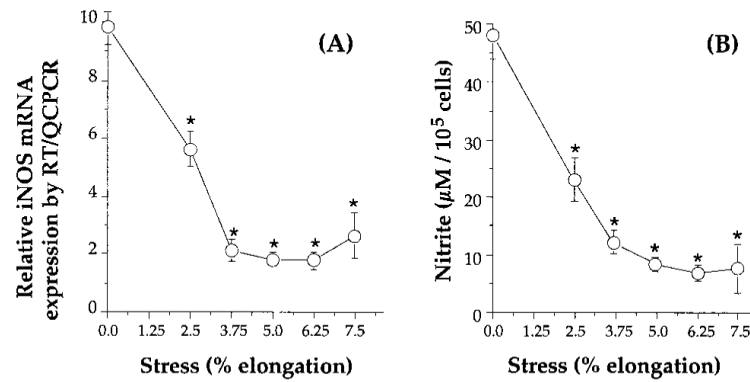 (A)
Relative iNOS mRNA
expression by RT/QCPCR
10
8
6
4
2
0
*
*
*
*
*
0.0 1.25 2.5 3.75 5.0 6.25 7.5
Stress (% elongation)
(B)
Nitrite (µM / 10⁵ cells)
50
40
30
20
10
0
*
*
*
*
*
0.0 1.25 2.5 3.75 5.0 6.25 7.5
Stress (% elongation)